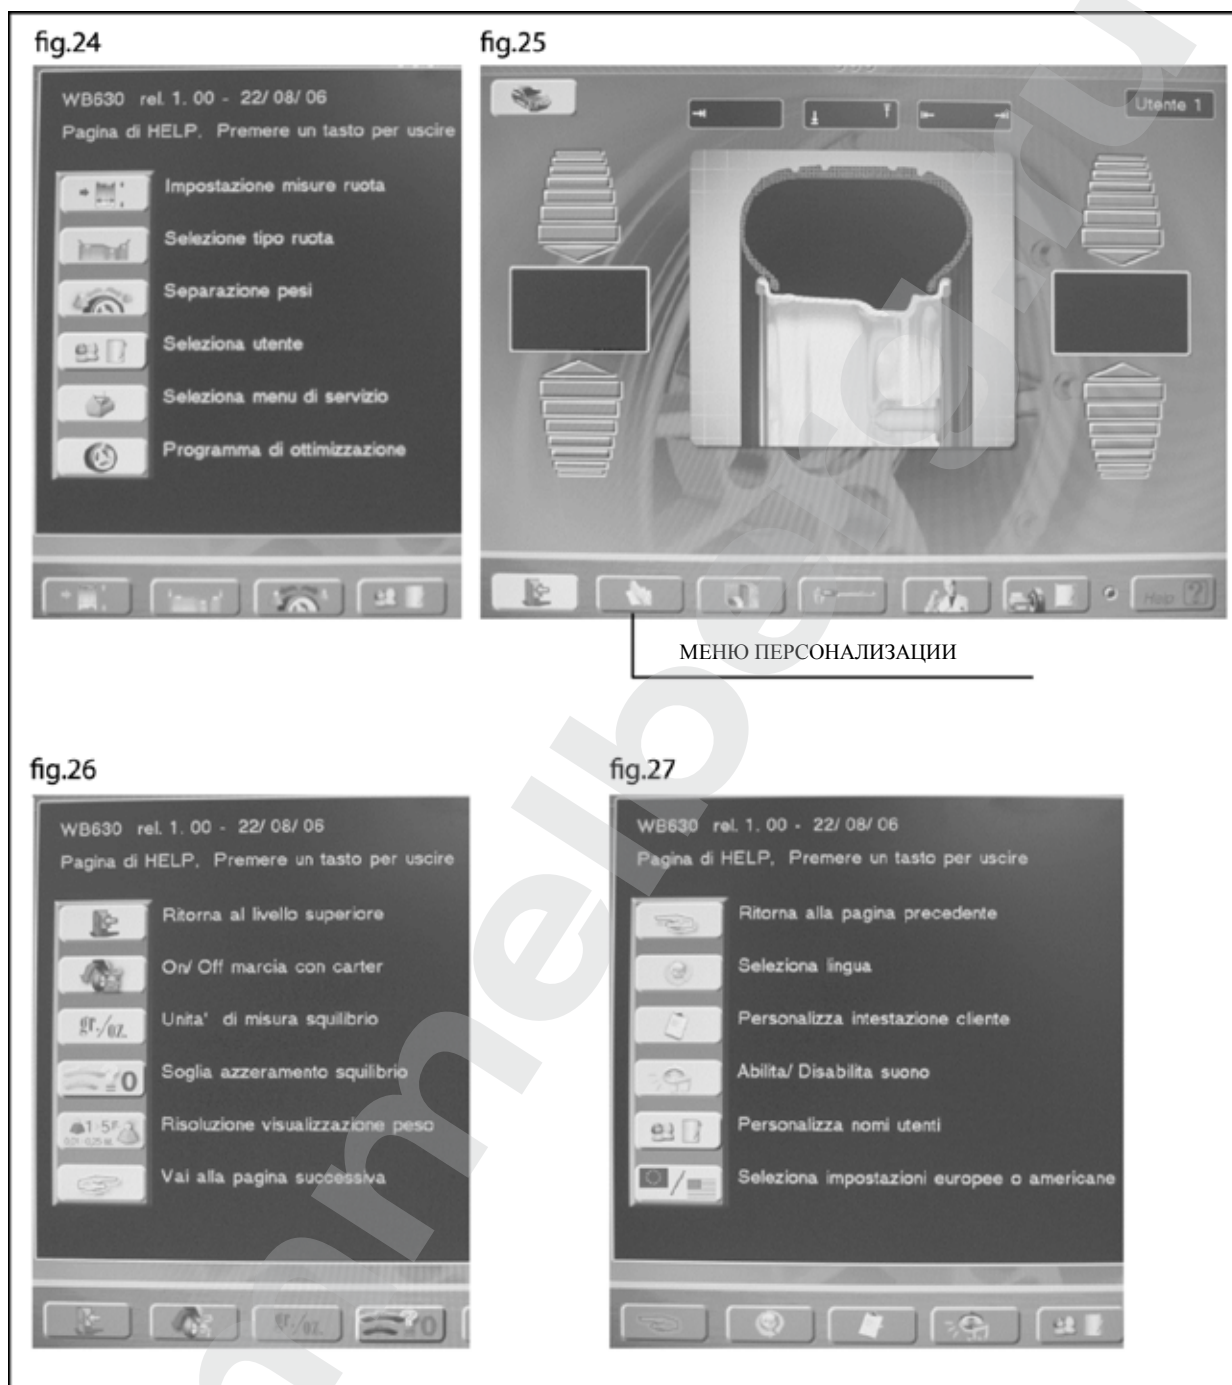 fig.24
WB630 rel. 1. 00 - 22/ 08/ 06
Pagina di HELP. Premere un tasto per uscire
Impostazione misure ruota
Selezione tipo ruota
Separazione pesi
Seleziona utente
Seleziona menu di servizio
Programma di ottimizzazione
fig.25
Utente 1
Help ?
МЕНЮ ПЕРСОНАЛИЗАЦИИ
fig.26
WB630 rel. 1. 00 - 22/ 08/ 06
Pagina di HELP. Premere un tasto per uscire
Ritorna al livello superiore
On/ Off marcia con carter
gr./oz.
Unita' di misura squilibrio
Soglia azzeramento squilibrio
Risoluzione visualizzazione peso
Vai alla pagina successiva
gr./oz.
fig.27
WB630 rel. 1. 00 - 22/ 08/ 06
Pagina di HELP. Premere un tasto per uscire
Ritorna alla pagina precedente
Seleziona lingua
Personalizza intestazione cliente
Abilita/ Disabilita suono
Personalizza nomi utenti
Seleziona impostazioni europee o americane